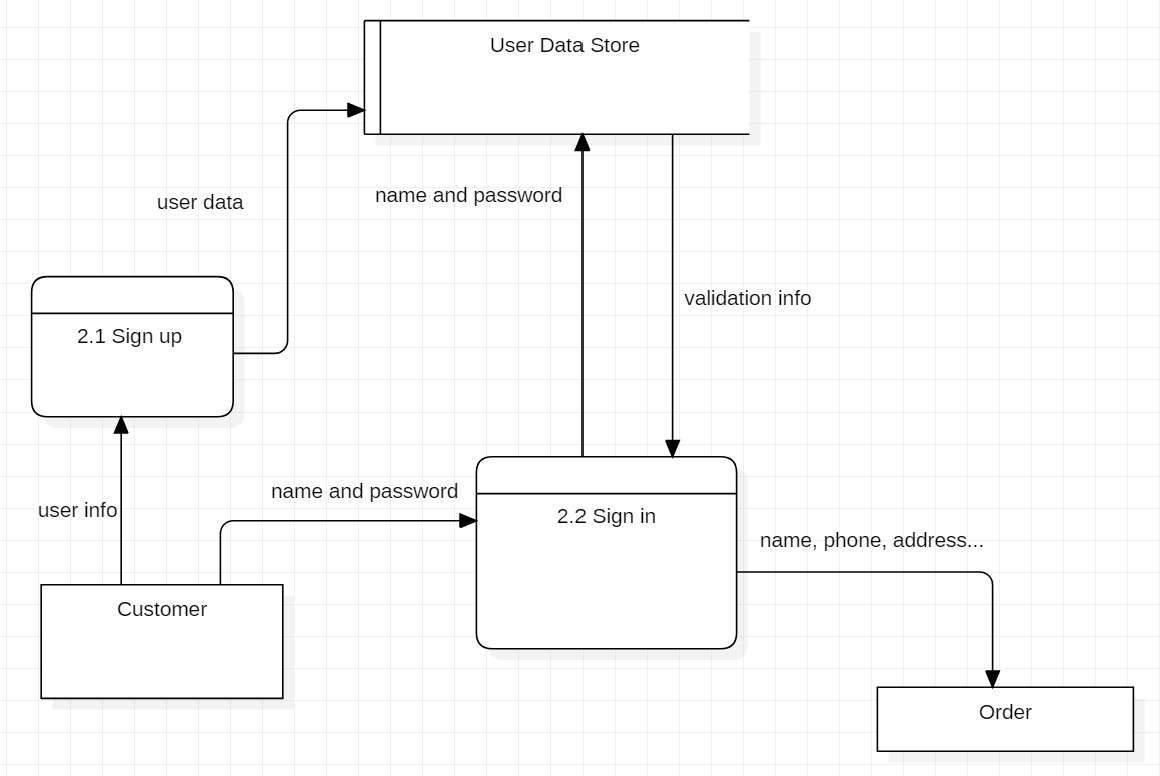 User Data Store
name and password
user data
validation info
2.1 Sign up
name and password
user info
2.2 Sign in
name, phone, address...
Customer
Order